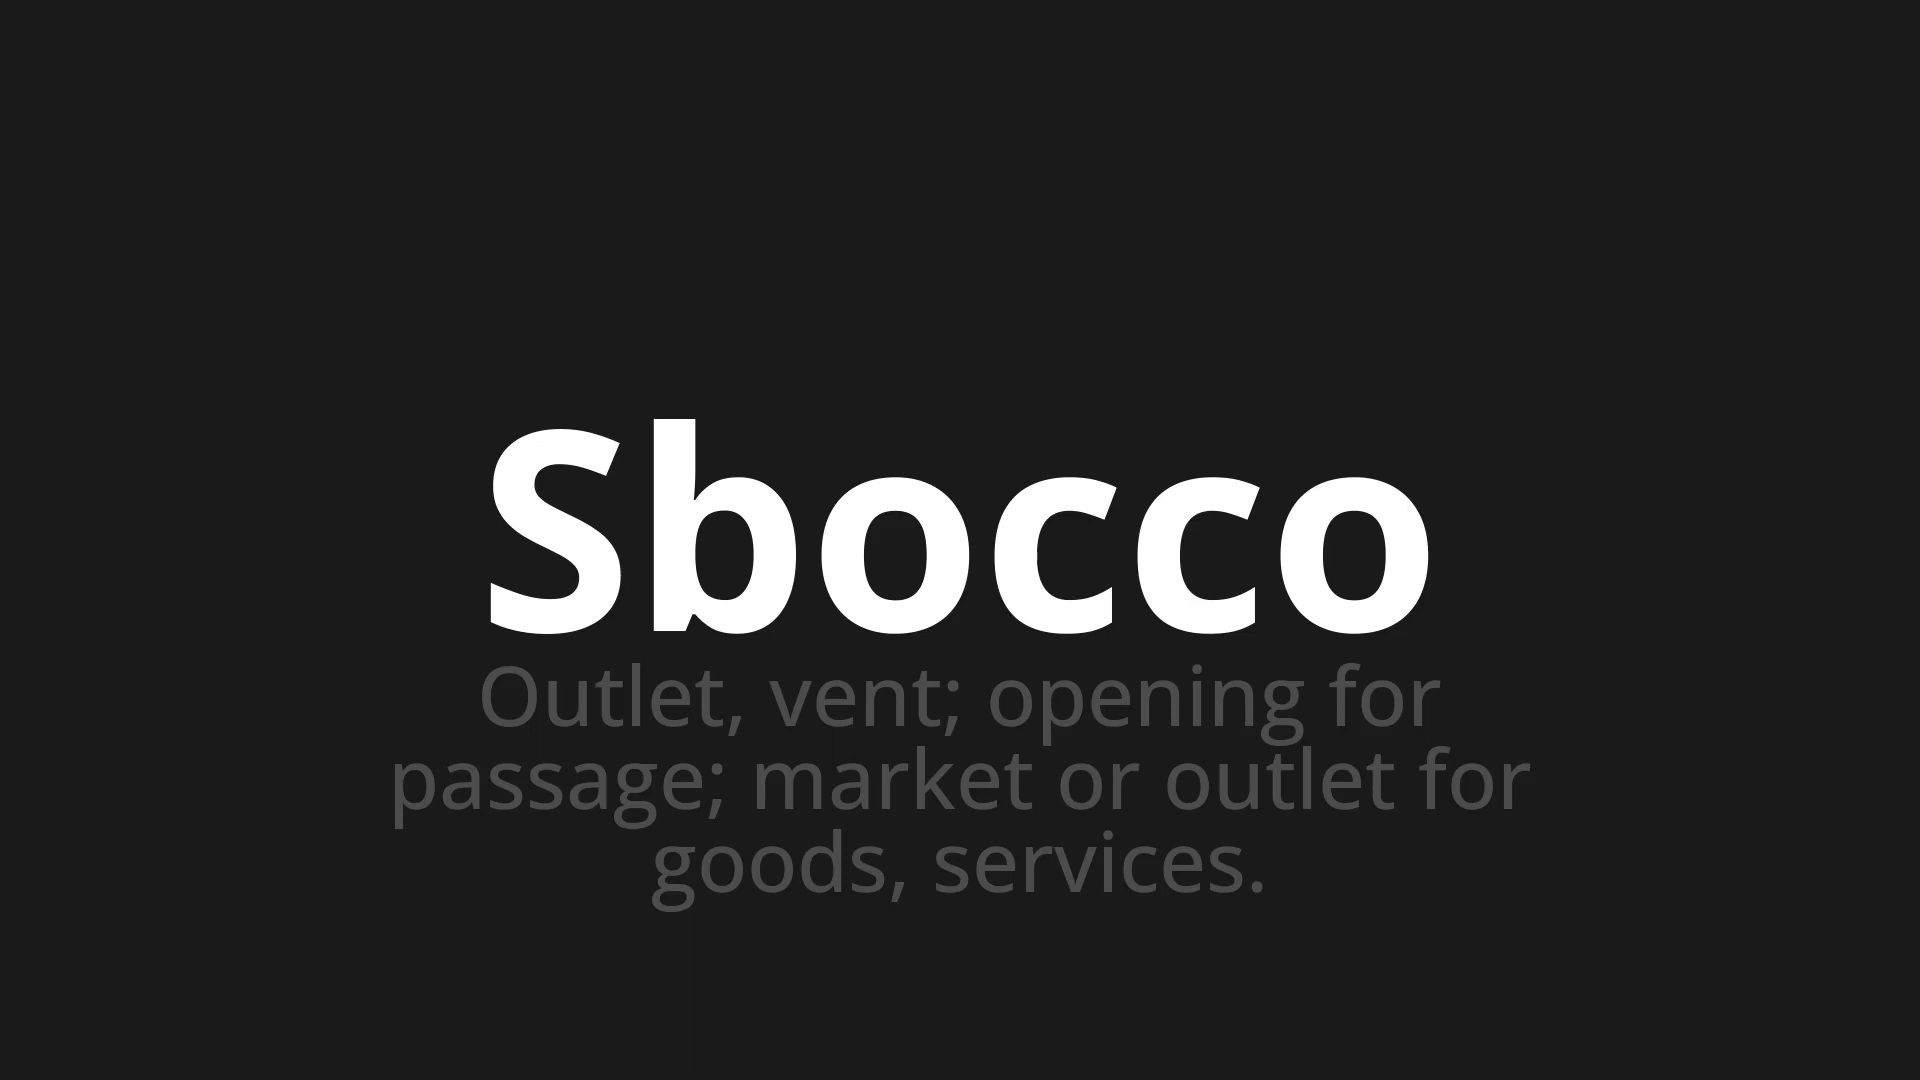 Sbocco
Outlet, vent; opening for
passage; market or outlet for
goods, services.